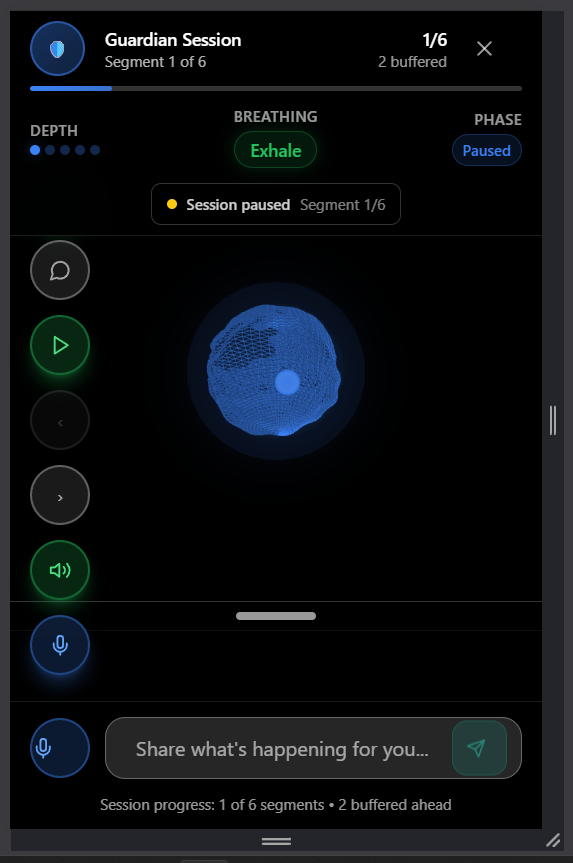 Guardian Session
Segment 1 of 6
1/6
2 buffered
DEPTH
BREATHING
Exhale
PHASE
Paused
Session paused Segment 1/6
‹
›
Share what's happening for you...
Session progress: 1 of 6 segments • 2 buffered ahead